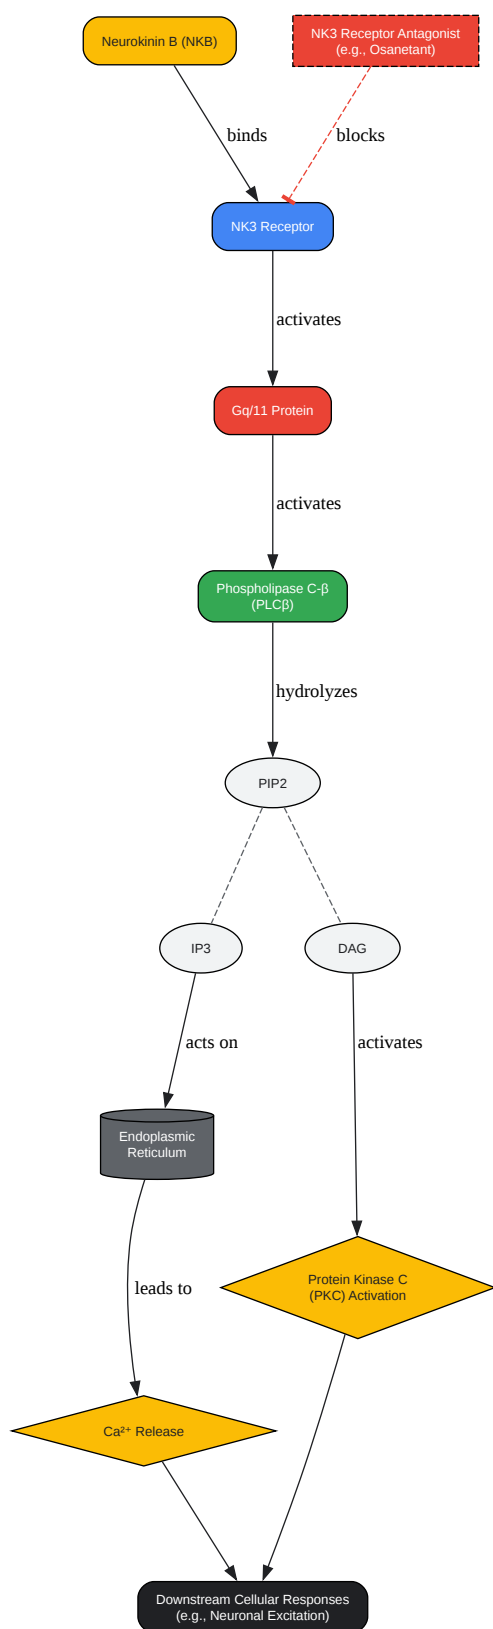 Neurokinin B (NKB)
NK3 Receptor Antagonist
(e.g., Osanetant)
binds
blocks
NK3 Receptor
activates
Gq/11 Protein
activates
Phospholipase C-β
(PLCβ)
hydrolyzes
PIP2
IP3
DAG
acts on
activates
Endoplasmic
Reticulum
Protein Kinase C
(PKC) Activation
leads to
Ca²⁺ Release
Downstream Cellular Responses
(e.g., Neuronal Excitation)